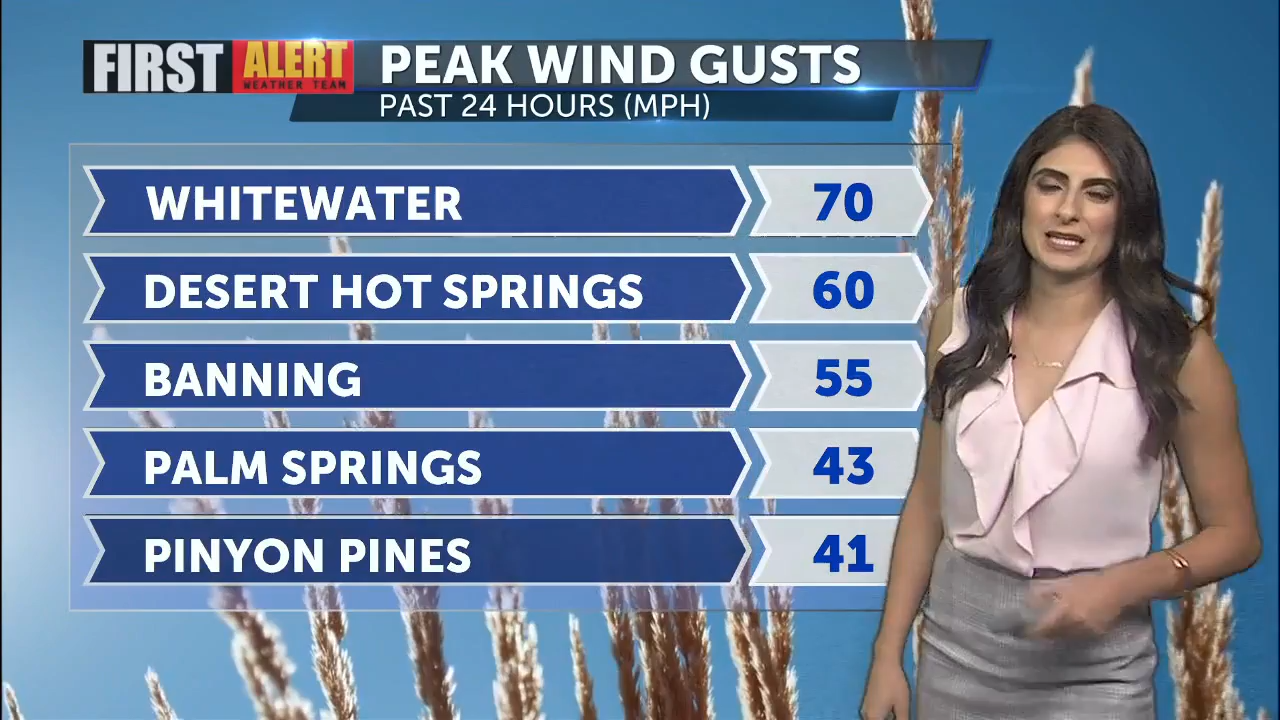 FIRST ALERT
WEATHER TEAM
PEAK WIND GUSTS
PAST 24 HOURS (MPH)
WHITEWATER 70
DESERT HOT SPRINGS 60
BANNING 55
PALM SPRINGS 43
PINYON PINES 41